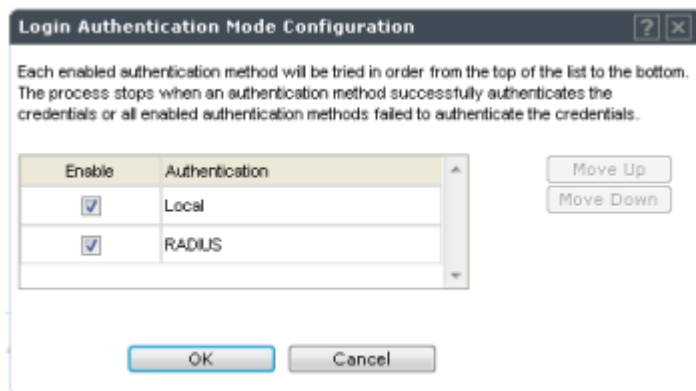 Login Authentication Mode Configuration
Each enabled authentication method will be tried in order from the top of the list to the bottom.
The process stops when an authentication method successfully authenticates the
credentials or all enabled authentication methods failed to authenticate the credentials.
Enable Authentication
Local
RADIUS
Move Up
Move Down
OK Cancel